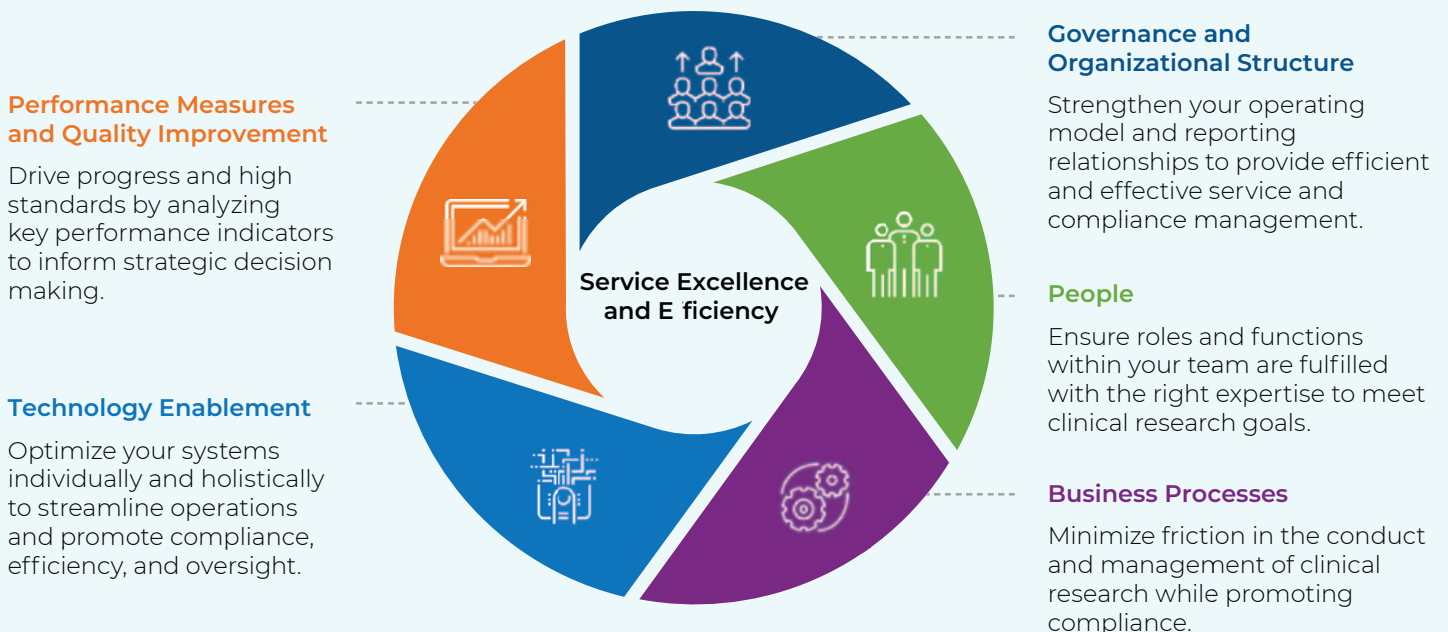 Performance Measures
and Quality Improvement
Drive progress and high
standards by analyzing
key performance indicators
to inform strategic decision
making.
Technology Enablement
Optimize your systems
individually and holistically
to streamline operations
and promote compliance,
efficiency, and oversight.
Service Excellence
and E ficiency
Governance and
Organizational Structure
Strengthen your operating
model and reporting
relationships to provide efficient
and effective service and
compliance management.
People
Ensure roles and functions
within your team are fulfilled
with the right expertise to meet
clinical research goals.
Business Processes
Minimize friction in the conduct
and management of clinical
research while promoting
compliance.